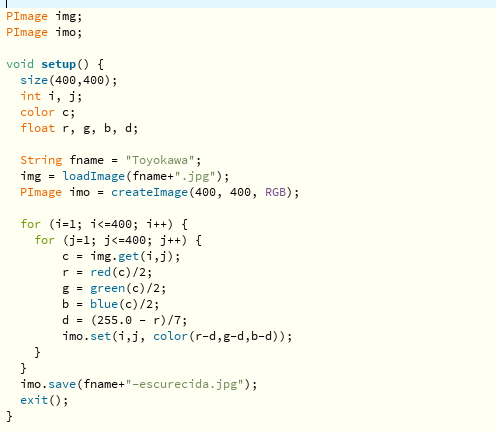 PImage img;
PImage imo;
void setup() {
size(400,400);
int i, j;
color c;
float r, g, b, d;
String fname = "Toyokawa";
img = loadImage(fname+".jpg");
PImage imo = createImage(400, 400, RGB);
for (i=1; i<=400; i++) {
for (j=1; j<=400; j++) {
c = img.get(i,j);
r = red(c)/2;
g = green(c)/2;
b = blue(c)/2;
d = (255.0 - r)/7;
imo.set(i,j, color(r-d,g-d,b-d));
}
}
imo.save(fname+"-escurecida.jpg");
exit();
}